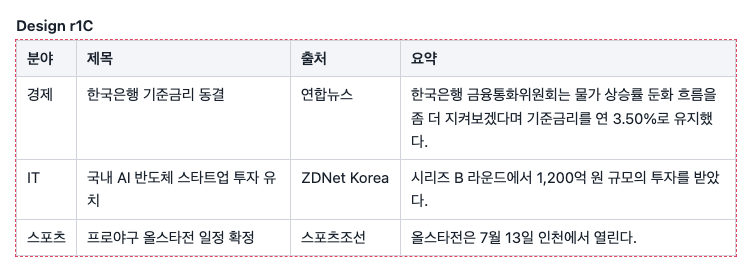 Design r1C
분야 제목 출처 요약
경제 한국은행 기준금리 동결 연합뉴스 한국은행 금융통화위원회는 물가 상승률 둔화 흐름을
좀 더 지켜보겠다며 기준금리를 연 3.50%로 유지했
다.
IT 국내 AI 반도체 스타트업 투자 유 ZDNet Korea 시리즈 B 라운드에서 1,200억 원 규모의 투자를 받았
치 다.
스포츠 프로야구 올스타전 일정 확정 스포츠조선 올스타전은 7월 13일 인천에서 열린다.